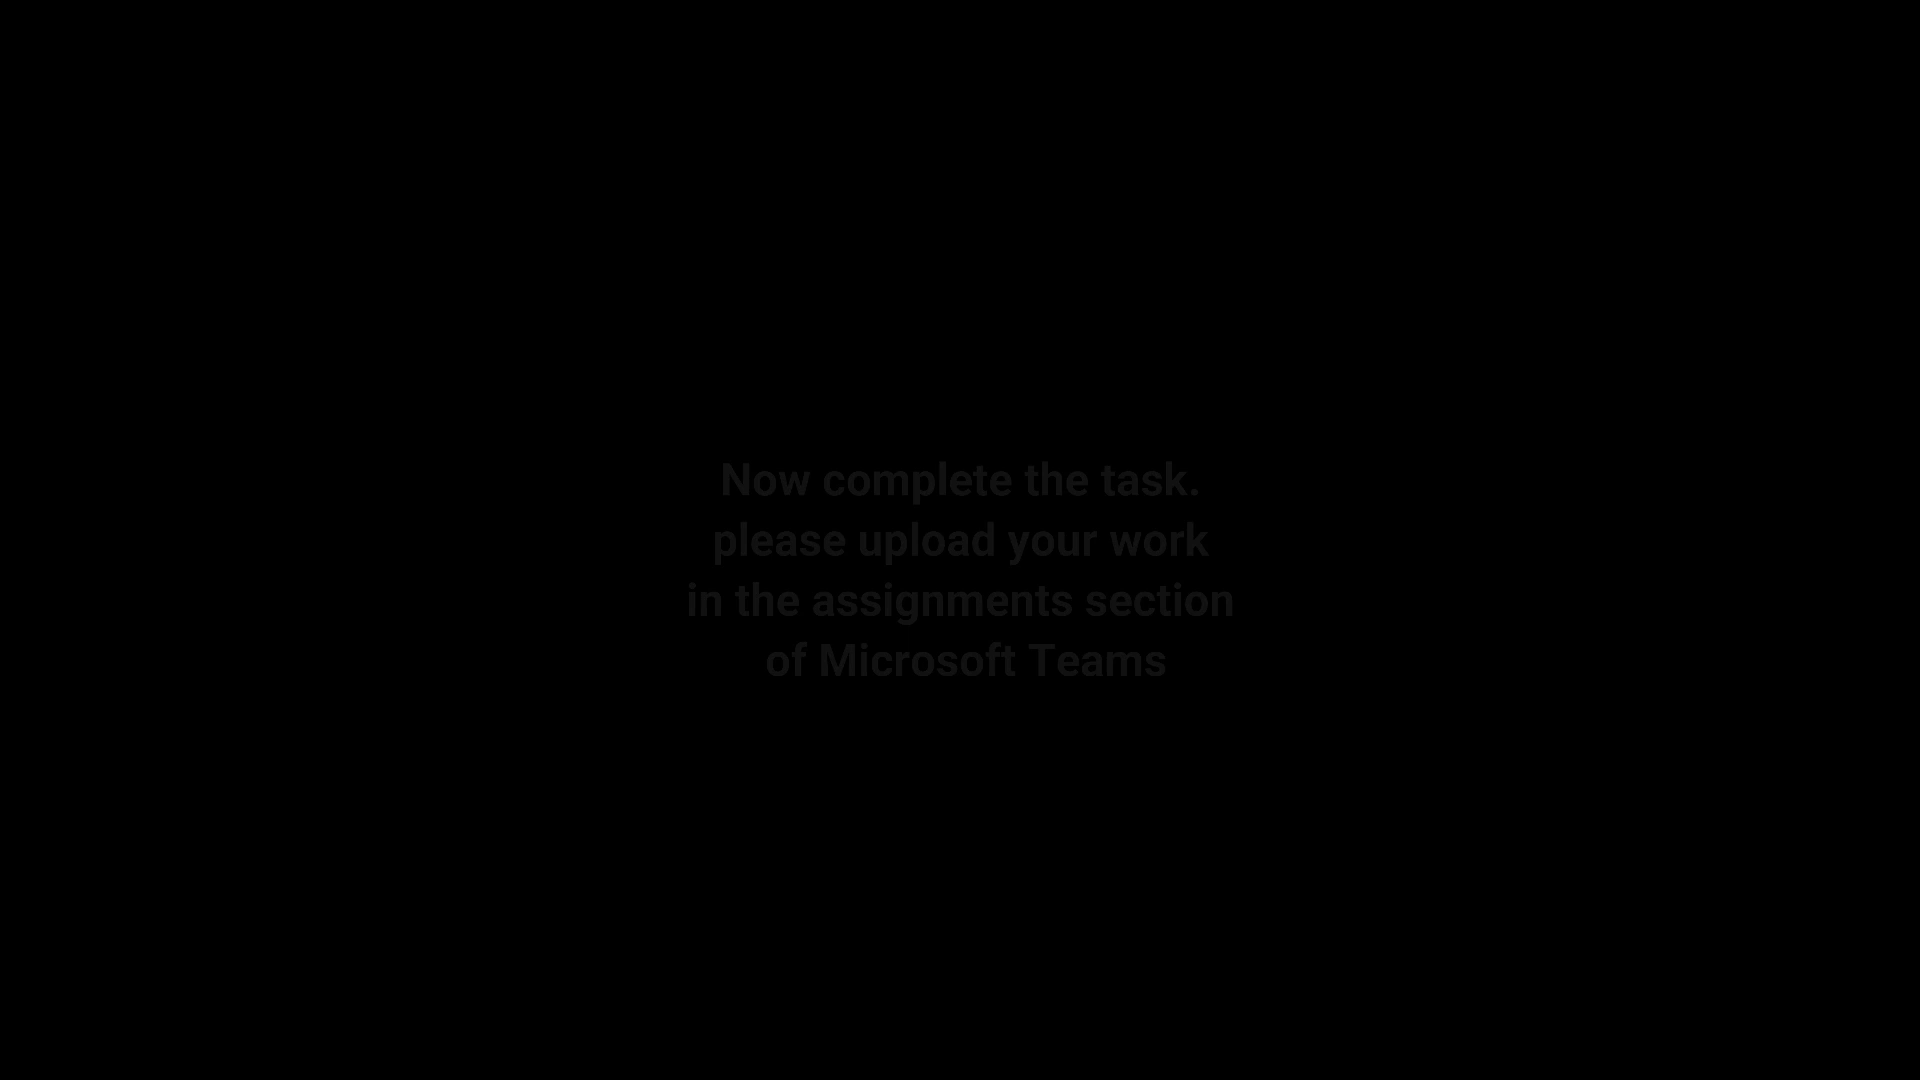 Now complete the task.
please upload your work
in the assignments section
of Microsoft Teams